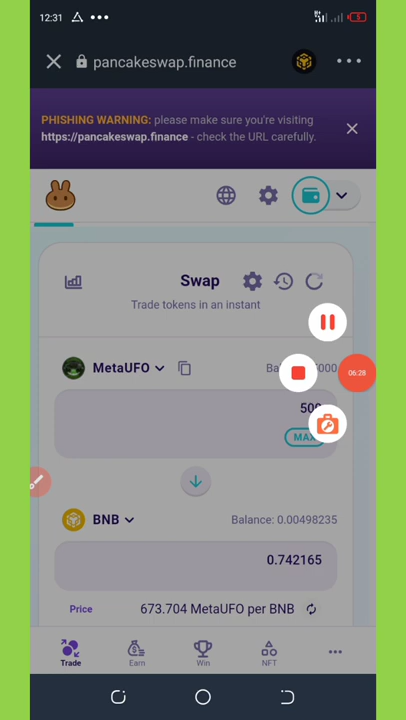 12:31
pancakeswap.finance
PHISHING WARNING: please make sure you're visiting
https://pancakeswap.finance - check the URL carefully.
Swap
Trade tokens in an instant
MetaUFO
06:28
BNB
Balance: 0.00498235
0.742165
Price
673.704 MetaUFO per BNB
Trade
Earn
Win
NFT